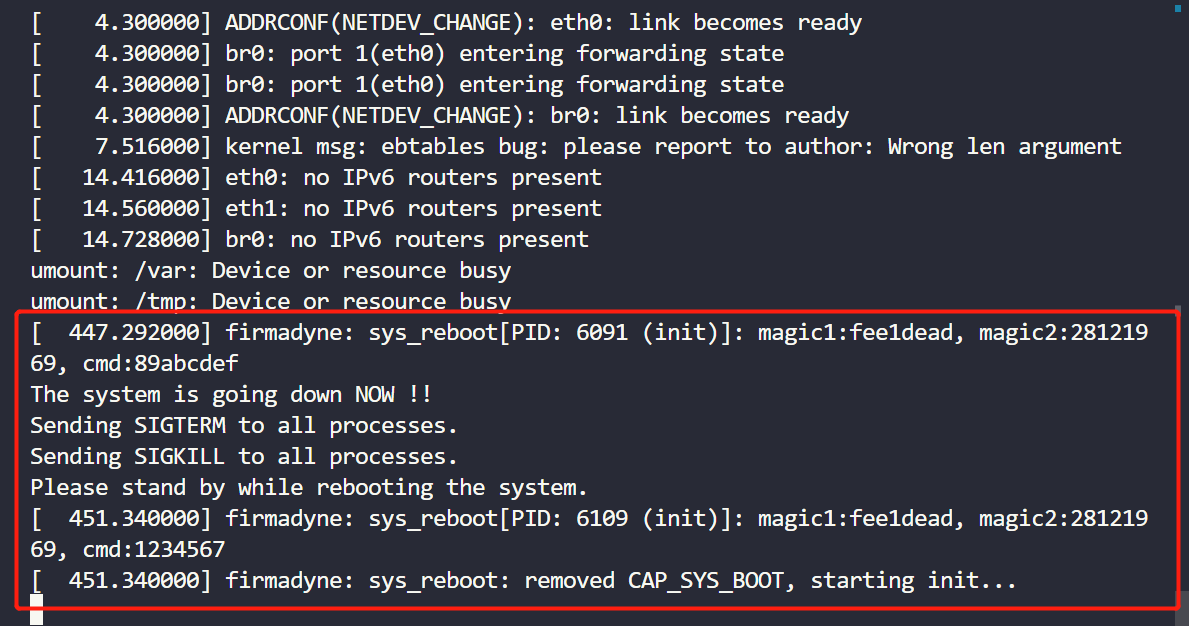 [    4.300000] ADDRCONF(NETDEV_CHANGE): eth0: link becomes ready
[    4.300000] br0: port 1(eth0) entering forwarding state
[    4.300000] br0: port 1(eth0) entering forwarding state
[    4.300000] ADDRCONF(NETDEV_CHANGE): br0: link becomes ready
[    7.516000] kernel msg: ebtables bug: please report to author: Wrong len argument
[   14.416000] eth0: no IPv6 routers present
[   14.560000] eth1: no IPv6 routers present
[   14.728000] br0: no IPv6 routers present
umount: /var: Device or resource busy
umount: /tmp: Device or resource busy
[  447.292000] firmadyne: sys_reboot[PID: 6091 (init)]: magic1:fee1dead, magic2:281219
69, cmd:89abcdef
The system is going down NOW !!
Sending SIGTERM to all processes.
Sending SIGKILL to all processes.
Please stand by while rebooting the system.
[  451.340000] firmadyne: sys_reboot[PID: 6109 (init)]: magic1:fee1dead, magic2:281219
69, cmd:1234567
[  451.340000] firmadyne: sys_reboot: removed CAP_SYS_BOOT, starting init...